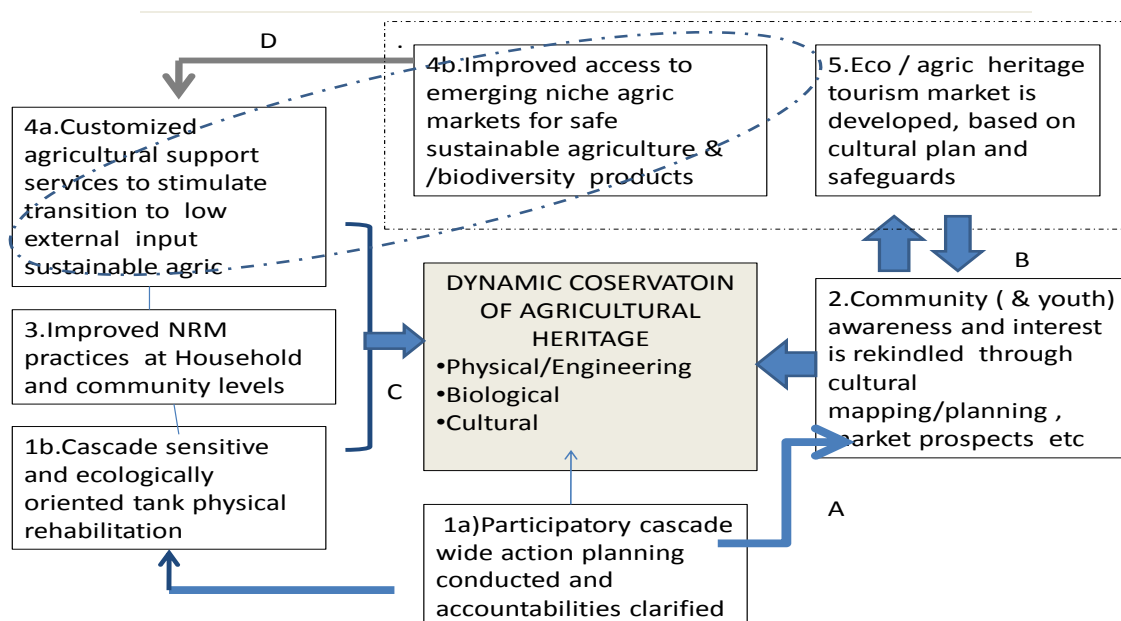 D
.
4b.Improved access to
emerging niche agric
markets for safe
sustainable agriculture &
/biodiversity products
5.Eco / agric heritage
tourism market is
developed, based on
cultural plan and
safeguards
4a.Customized
agricultural support
services to stimulate
transition to low
external input
sustainable agric
B
DYNAMIC COSERVATOIN
OF AGRICULTURAL
HERITAGE
•Physical/Engineering
•Biological
•Cultural
2.Community ( & youth)
awareness and interest
is rekindled through
cultural
mapping/planning ,
market prospects etc
3.Improved NRM
practices at Household
and community levels
C
1b.Cascade sensitive
and ecologically
oriented tank physical
rehabilitation
A
1a)Participatory cascade
wide action planning
conducted and
accountabilities clarified